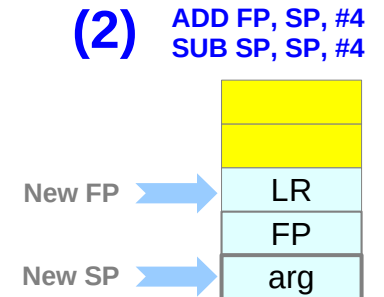 (2)
ADD FP, SP, #4
SUB SP, SP, #4
New FP
LR
FP
New SP
arg